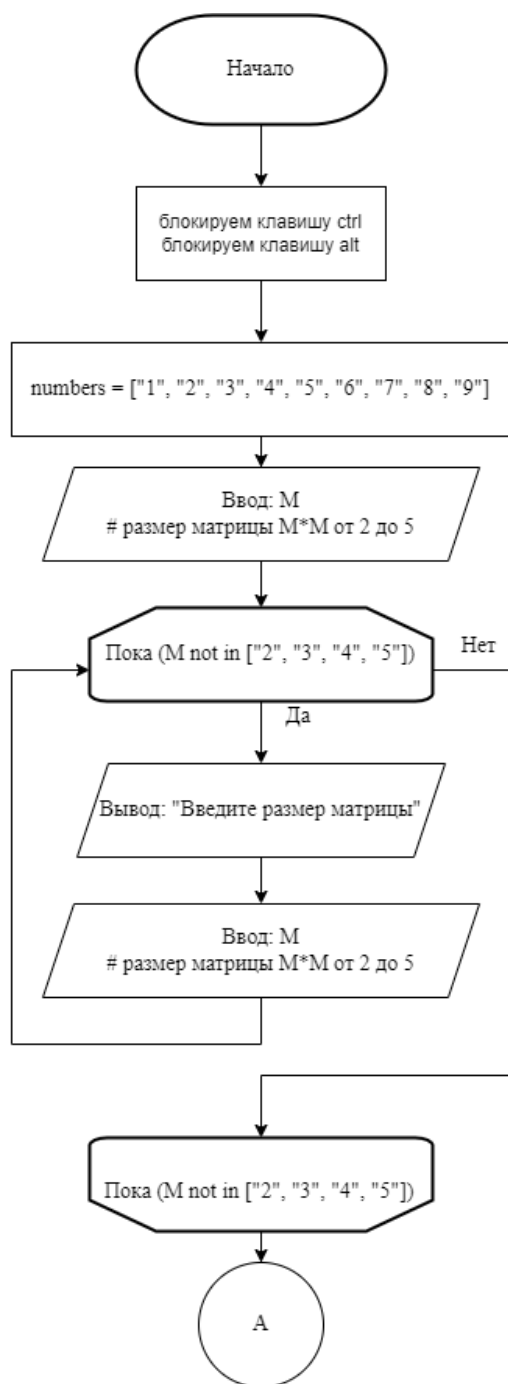 Начало
блокируем клавишу ctrl
блокируем клавишу alt
numbers = ["1", "2", "3", "4", "5", "6", "7", "8", "9"]
Ввод: M
# размер матрицы M*M от 2 до 5
Пока (M not in ["2", "3", "4", "5"])
Нет
Да
Вывод: "Введите размер матрицы"
Ввод: M
# размер матрицы M*M от 2 до 5
Пока (M not in ["2", "3", "4", "5"])
A